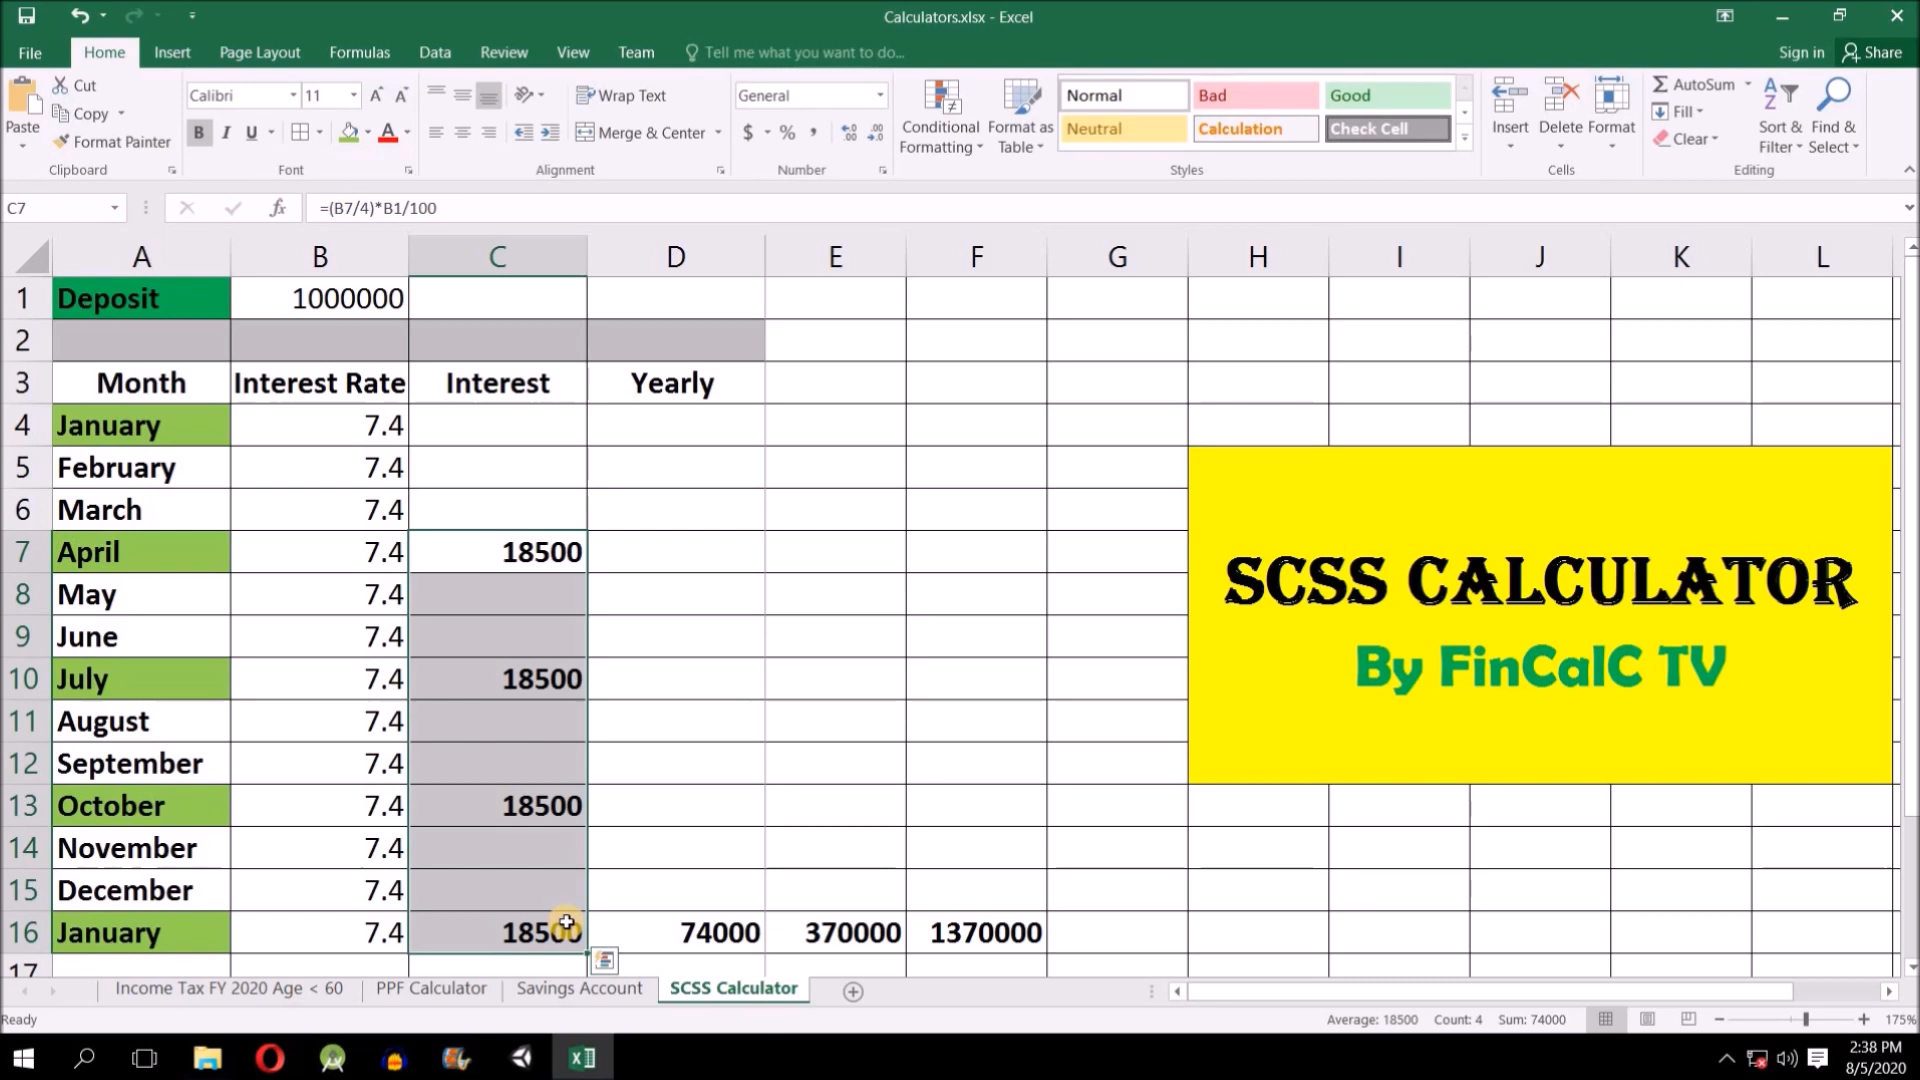 Calculators.xlsx - Excel
File Home Insert Page Layout Formulas Data Review View Team Tell me what you want to do... Sign in Share
Paste
Cut
Copy
Format Painter
Clipboard
Calibri 11
B I U
Font
Wrap Text
Merge & Center
Alignment
General
$ % ,
Number
Conditional Formatting
Format as Table
Normal Bad Good
Neutral Calculation Check Cell
Styles
Insert Delete Format
Cells
AutoSum
Fill
Clear
Sort & Filter
Find & Select
Editing
C7 fx =(B7/4)*B1/100
A B C D E F G H I J K L
1 Deposit 1000000
2
3 Month Interest Rate Interest Yearly
4 January 7.4
5 February 7.4
6 March 7.4
7 April 7.4 18500
8 May 7.4
9 June 7.4
10 July 7.4 18500
11 August 7.4
12 September 7.4
13 October 7.4 18500
14 November 7.4
15 December 7.4
16 January 7.4 18500 74000 370000 1370000
17
SCSS CALCULATOR
By FinCalC TV
Income Tax FY 2020 Age < 60 PPF Calculator Savings Account SCSS Calculator
Ready Average: 18500 Count: 4 Sum: 74000 175%
2:38 PM
8/5/2020